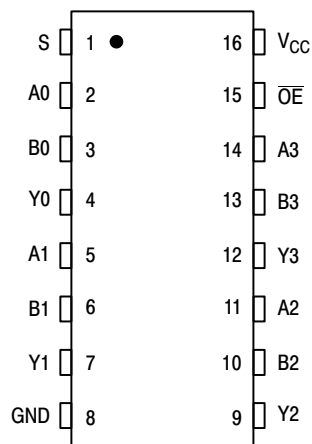 S 1 16 VCC
A0 2 15 OE
B0 3 14 A3
Y0 4 13 B3
A1 5 12 Y3
B1 6 11 A2
Y1 7 10 B2
GND 8 9 Y2